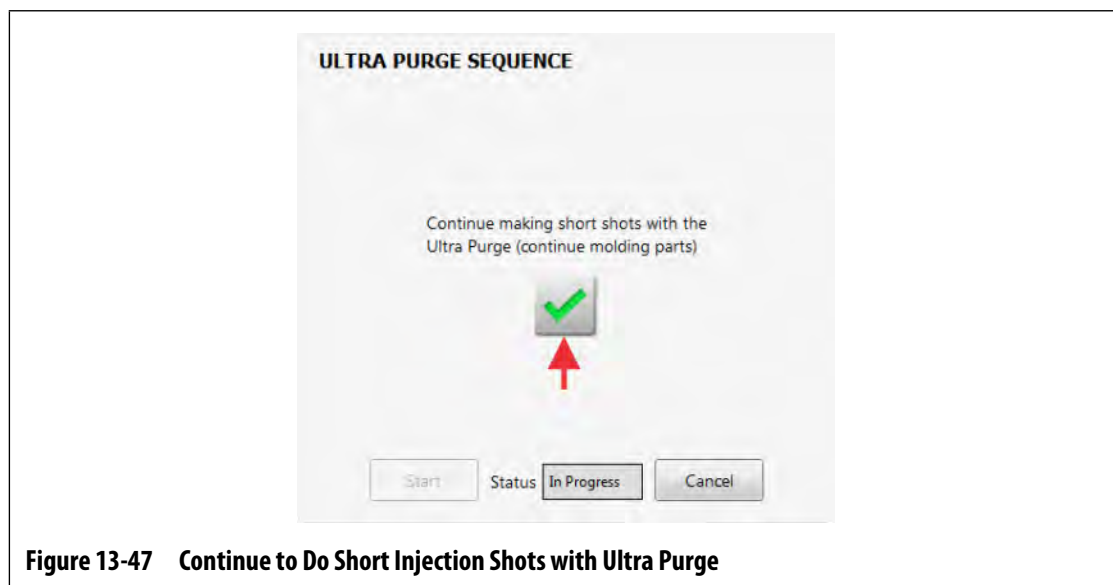 ULTRA PURGE SEQUENCE
Continue making short shots with the
Ultra Purge (continue molding parts)
Start Status In Progress Cancel
Figure 13-47 Continue to Do Short Injection Shots with Ultra Purge